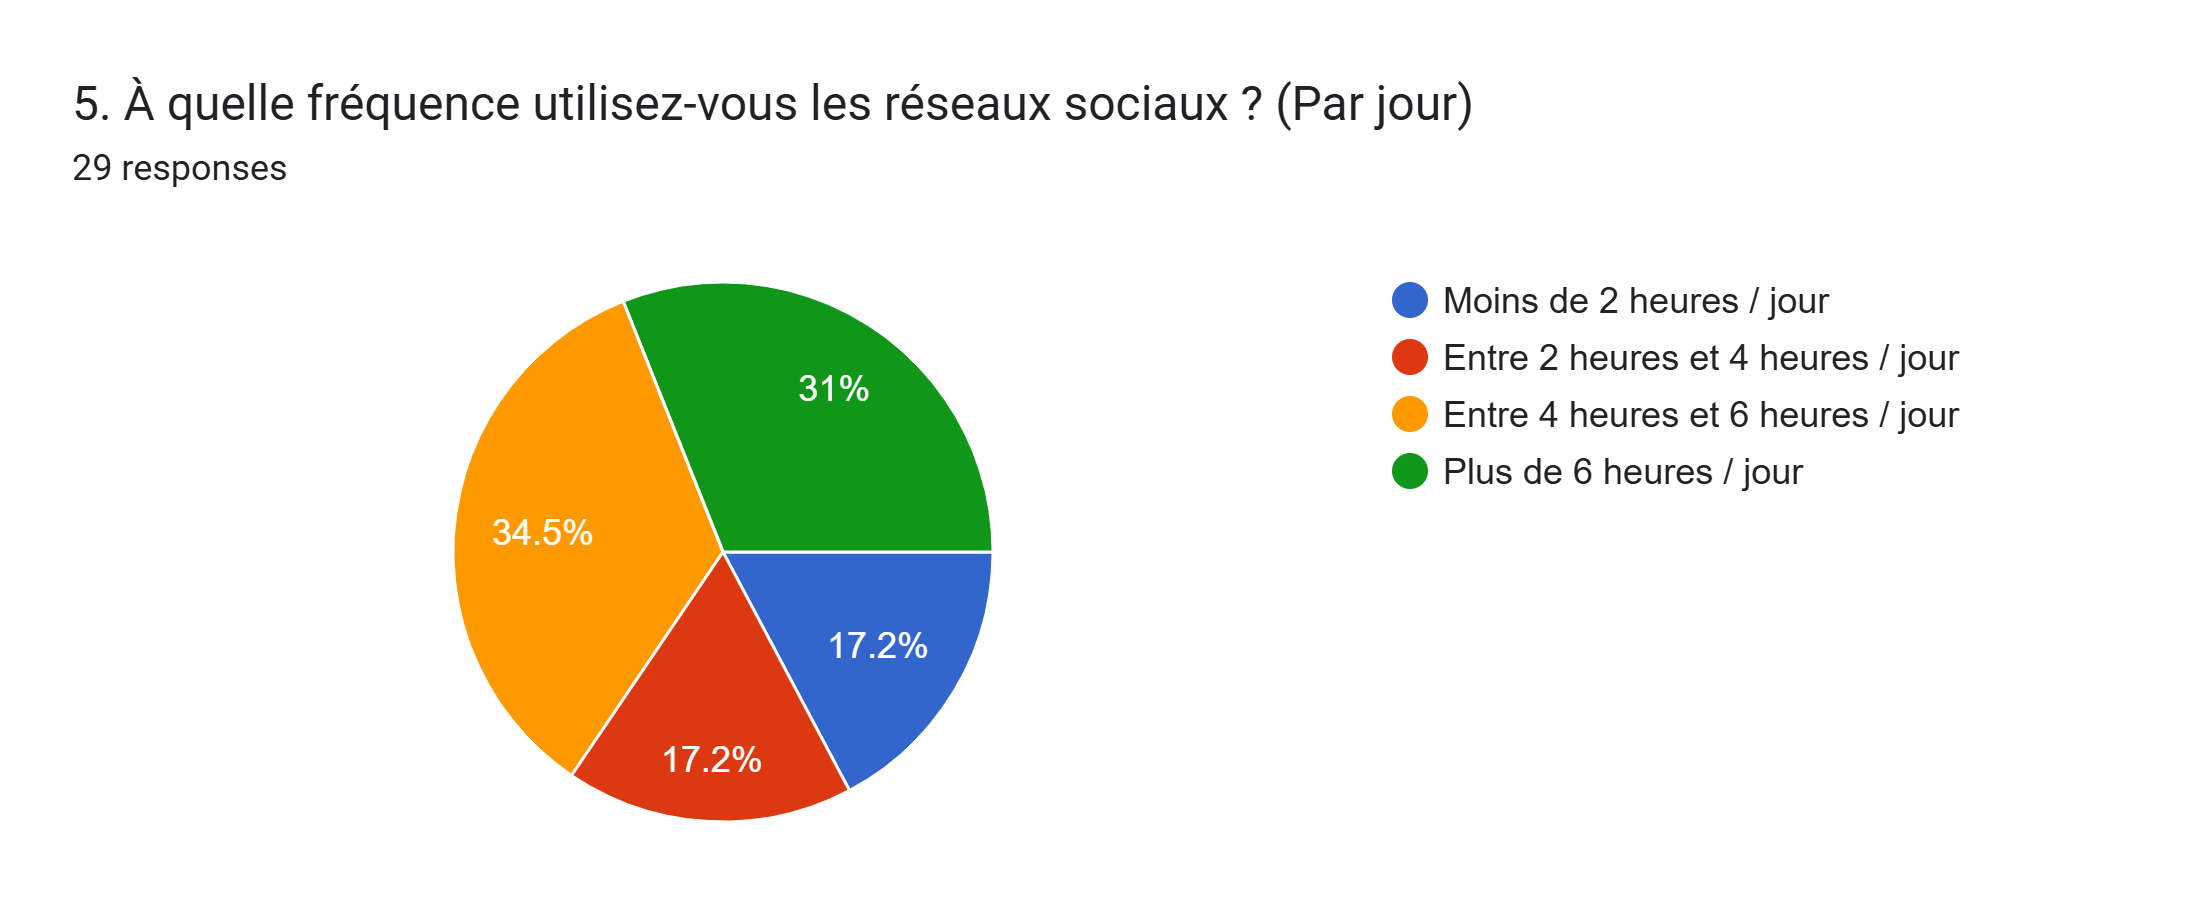 5. À quelle fréquence utilisez-vous les réseaux sociaux ? (Par jour)
29 responses
Moins de 2 heures / jour
Entre 2 heures et 4 heures / jour
Entre 4 heures et 6 heures / jour
Plus de 6 heures / jour
31%
34.5%
17.2%
17.2%